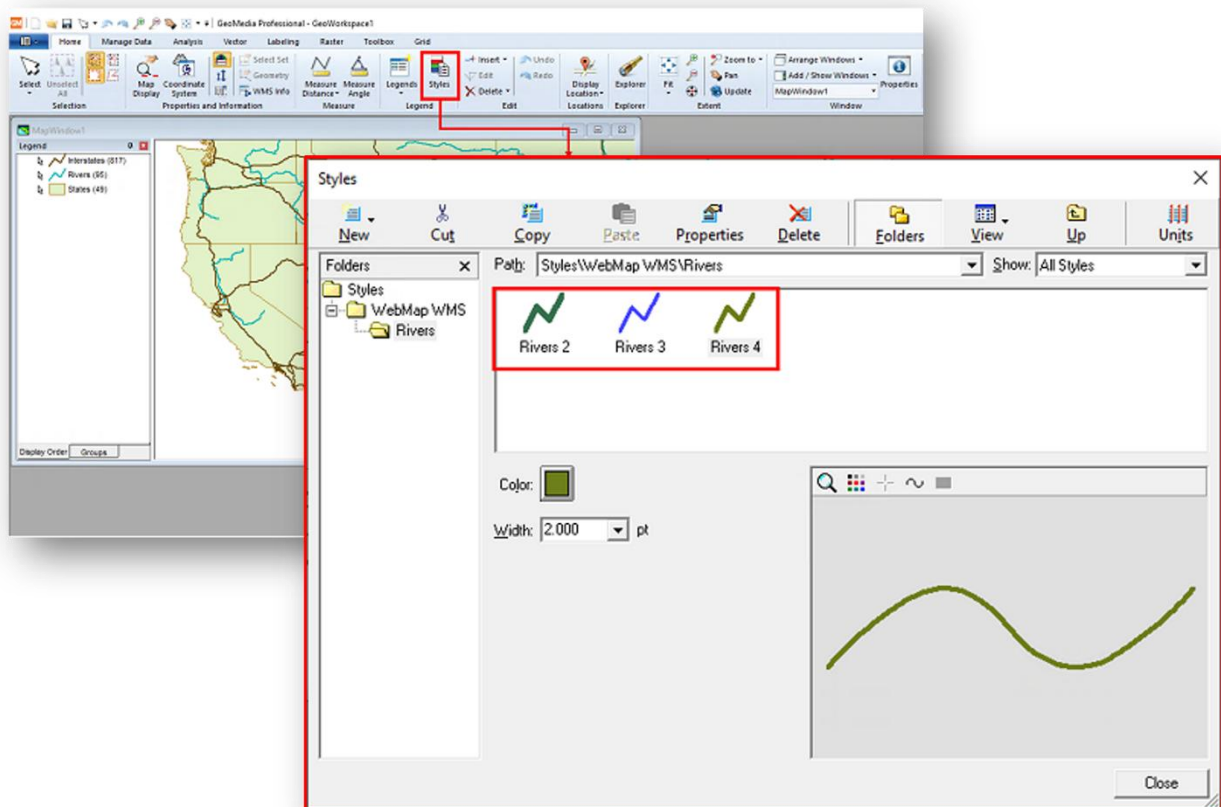 GeoMedia Professional - GeoWorkspace1
Home Manage Data Analysis Vector Labeling Raster Toolbox Grid
Select Set Insert Undo Zoom to Arrange Windows
Geometry Edit Redo Pan Add / Show Windows
WMS Info Delete Update MapWindow1
Select Unselect All Map Display Coordinate System Measure Distance Measure Angle Legends Styles Display Location Explorer Fit Properties
Selection Properties and Information Measure Legend Edit Locations Explorer Extent Window
MapWindow1
Legend
Interstates (817)
Rivers (95)
States (49)
Display Order Groups
Styles
New Cut Copy Paste Properties Delete Folders View Up Units
Folders Path: Styles\WebMap WMS\Rivers Show: All Styles
Styles
WebMap WMS
Rivers
Rivers 2 Rivers 3 Rivers 4
Color:
Width: 2.000 pt
Close